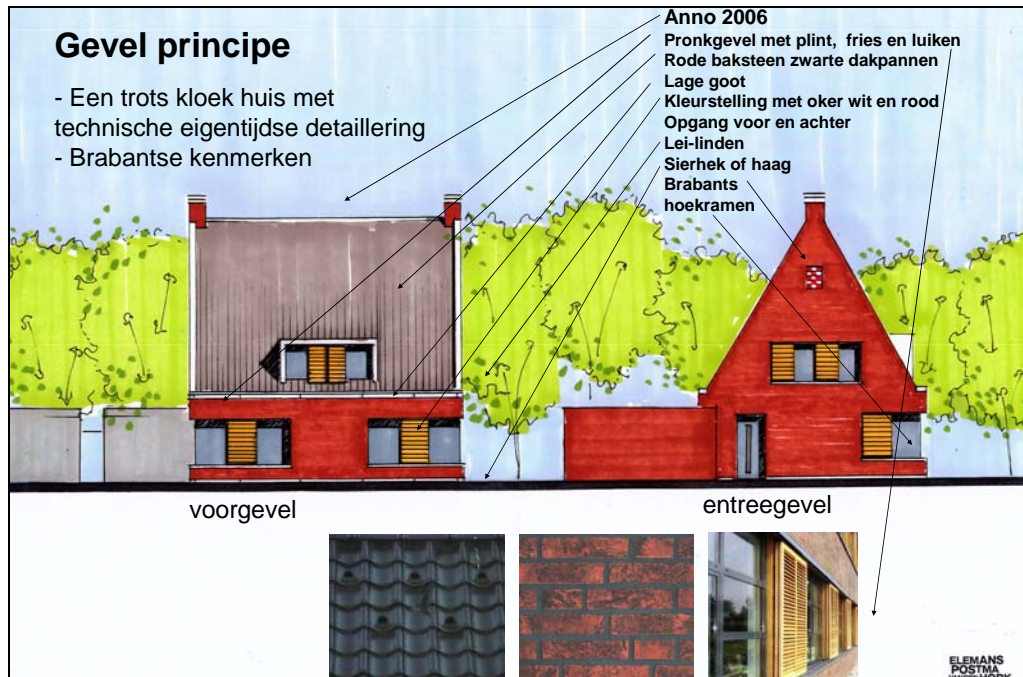 Gevel principe
- Een trots kloek huis met
technische eigentijdse detaillering
- Brabantse kenmerken
Anno 2006
Pronkgevel met plint, fries en luiken
Rode baksteen zwarte dakpannen
Lage goot
Kleurstelling met oker wit en rood
Opgang voor en achter
Lei-linden
Sierhek of haag
Brabants
hoekramen
voorgevel
entreegevel
ELEMANS
POSTMA